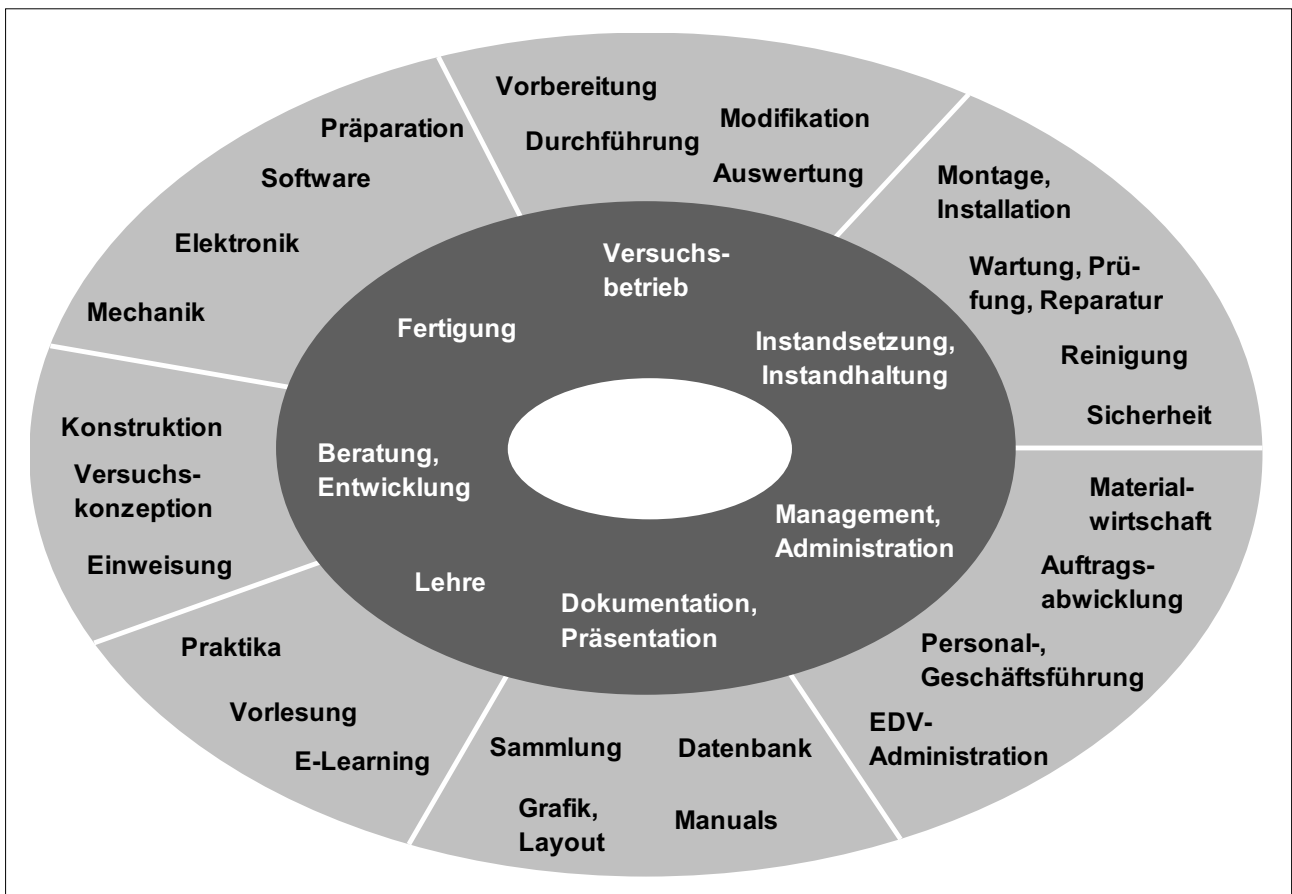 Vorbereitung
Durchführung
Modifikation
Auswertung
Präparation
Software
Elektronik
Mechanik
Montage,
Installation
Wartung, Prü-
fung, Reparatur
Reinigung
Sicherheit
Versuchs-
betrieb
Fertigung
Instandsetzung,
Instandhaltung
Beratung,
Entwicklung
Management,
Administration
Lehre
Dokumentation,
Präsentation
Konstruktion
Versuchs-
konzeption
Einweisung
Material-
wirtschaft
Auftrags-
abwicklung
Personal-,
Geschäftsführung
EDV-
Administration
Praktika
Vorlesung
E-Learning
Sammlung
Datenbank
Grafik,
Layout
Manuals